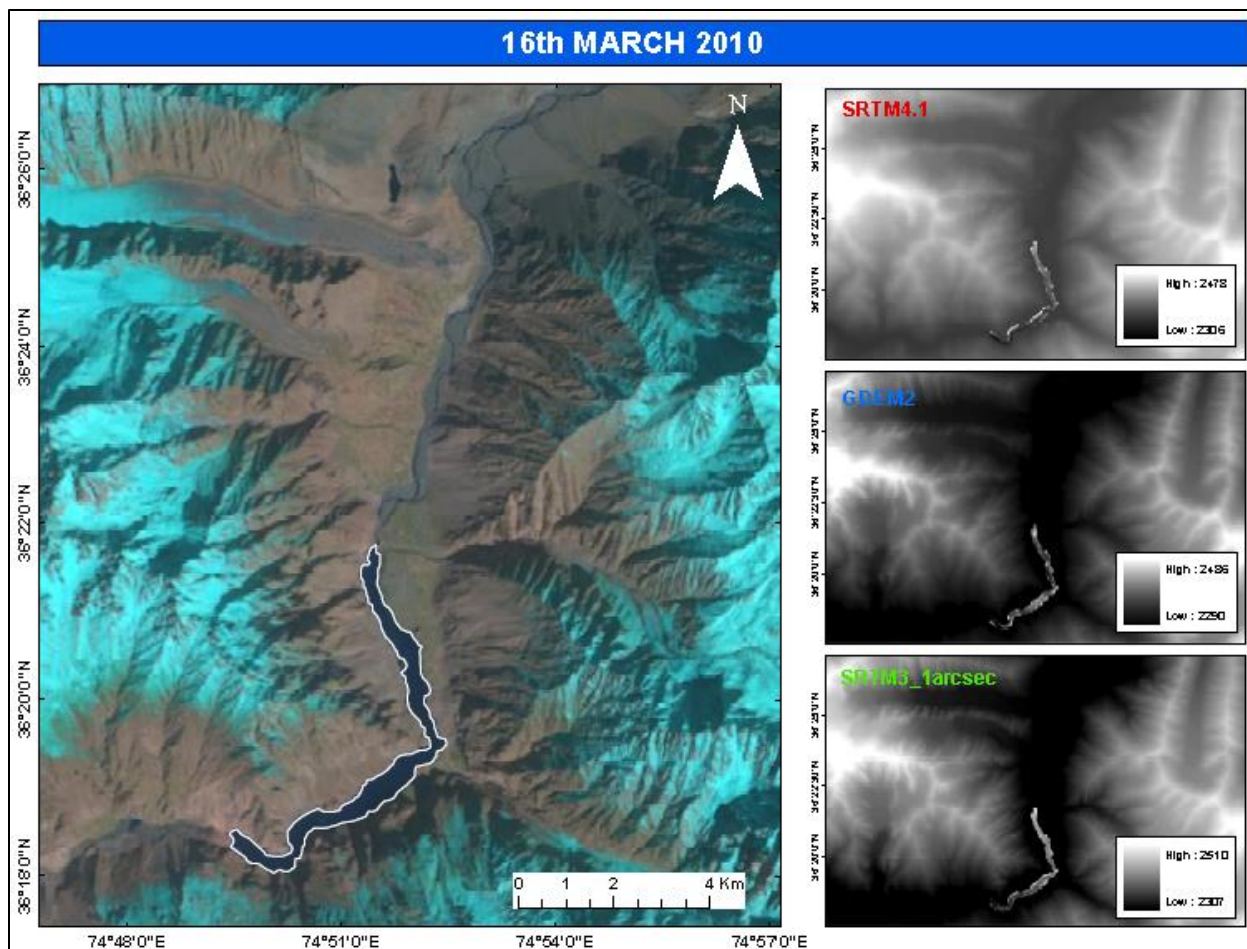 16th MARCH 2010
N
36°26'0"N
36°24'0"N
36°22'0"N
36°20'0"N
36°18'0"N
0 1 2 4 Km
74°48'0"E 74°51'0"E 74°54'0"E 74°57'0"E
SRTM4.1
High : 2478
Low : 2306
GDEM2
High : 2486
Low : 2290
SRTM3_1arcsec
High : 2510
Low : 2307